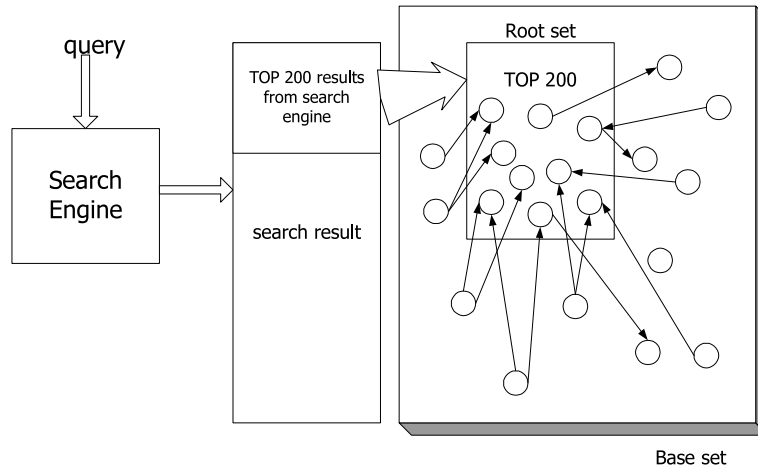 query
Search
Engine
TOP 200 results
from search
engine
search result
Root set
TOP 200
Base set